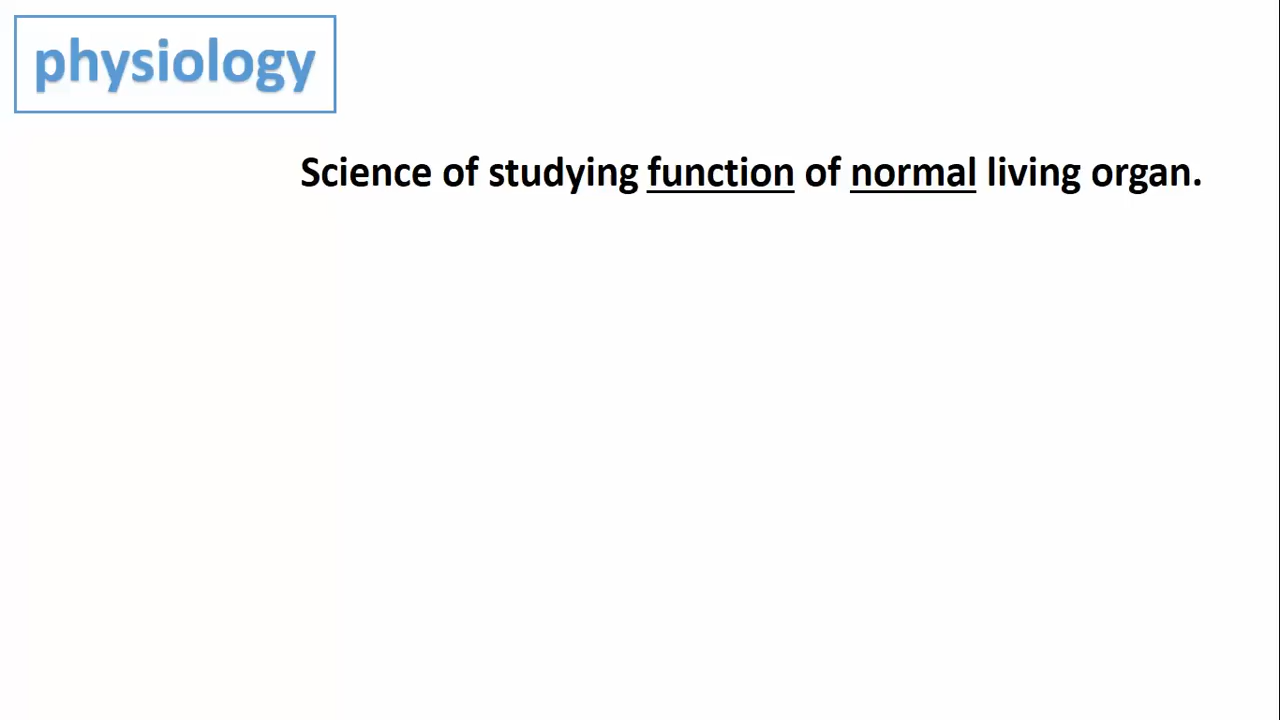 physiology
Science of studying function of normal living organ.